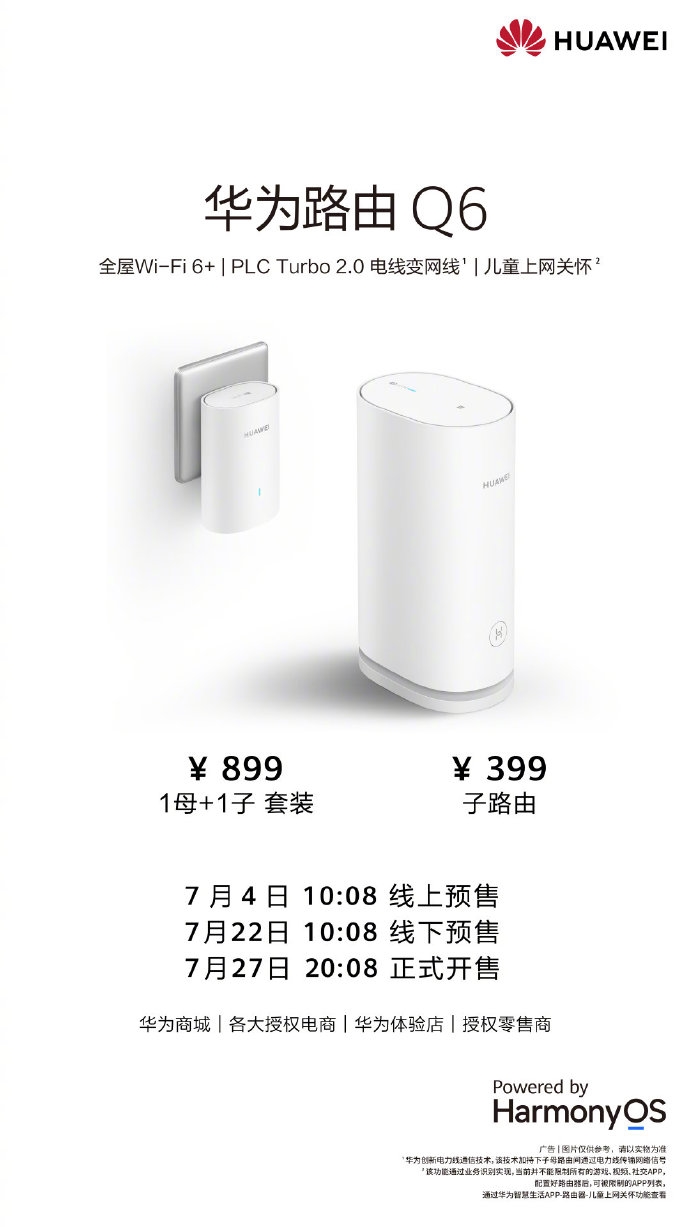 HUAWEI
华为路由 Q6
全屋Wi-Fi 6+ | PLC Turbo 2.0 电线变网线¹ | 儿童上网关怀²
HUAWEI
HUAWEI
¥ 899
1母+1子 套装
¥ 399
子路由
7 月 4 日 10:08 线上预售
7月22日 10:08 线下预售
7月27日 20:08 正式开售
华为商城 | 各大授权电商 | 华为体验店 | 授权零售商
Powered by
HarmonyOS
广告 | 图片仅供参考，请以实物为准
¹华为创新电力线通信技术，该技术加持下子母路由间通过电力线传输网络信号
²该功能通过业务识别实现，当前并不能限制所有的游戏、视频、社交APP，
配置好路由器后，可被限制的APP列表，
通过华为智慧生活APP-路由器-儿童上网关怀功能查看